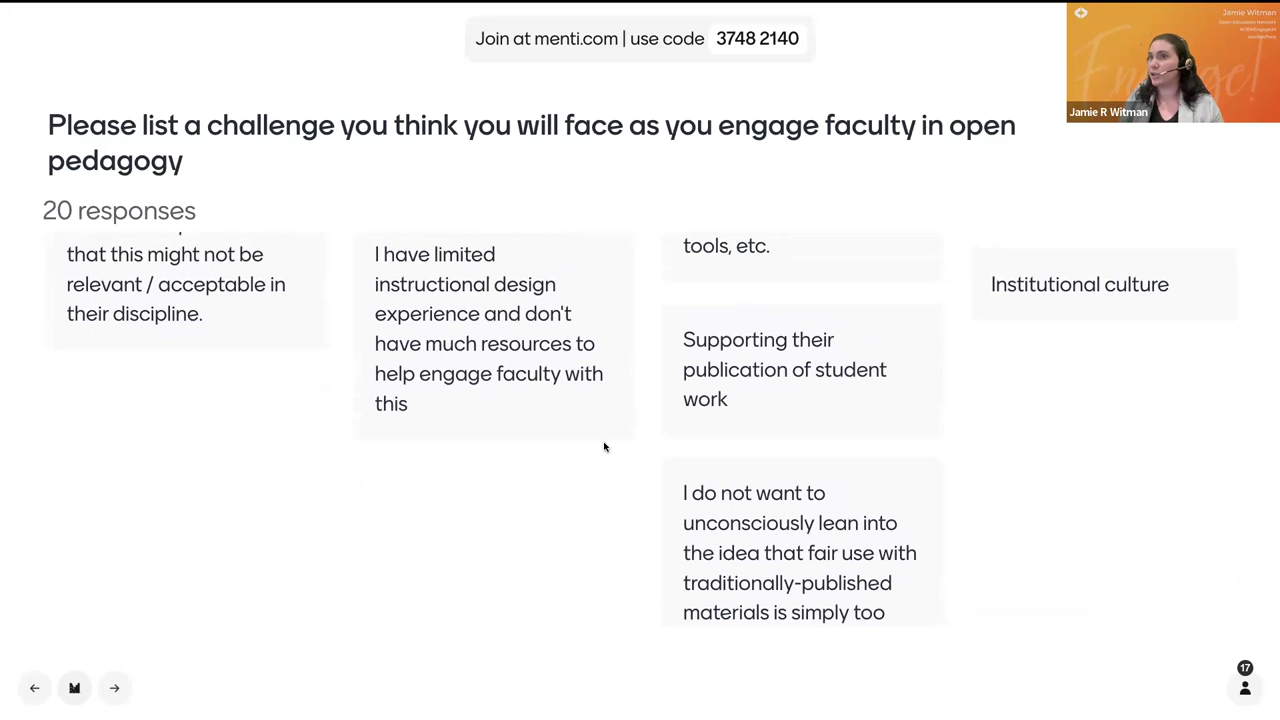 Join at menti.com | use code 3748 2140
Jamie Witman
Open Education Network
Engage!
Jamie R Witman
Please list a challenge you think you will face as you engage faculty in open
pedagogy
20 responses
that this might not be
relevant / acceptable in
their discipline.
I have limited
instructional design
experience and don't
have much resources to
help engage faculty with
this
tools, etc.
Supporting their
publication of student
work
I do not want to
unconsciously lean into
the idea that fair use with
traditionally-published
materials is simply too
Institutional culture
17